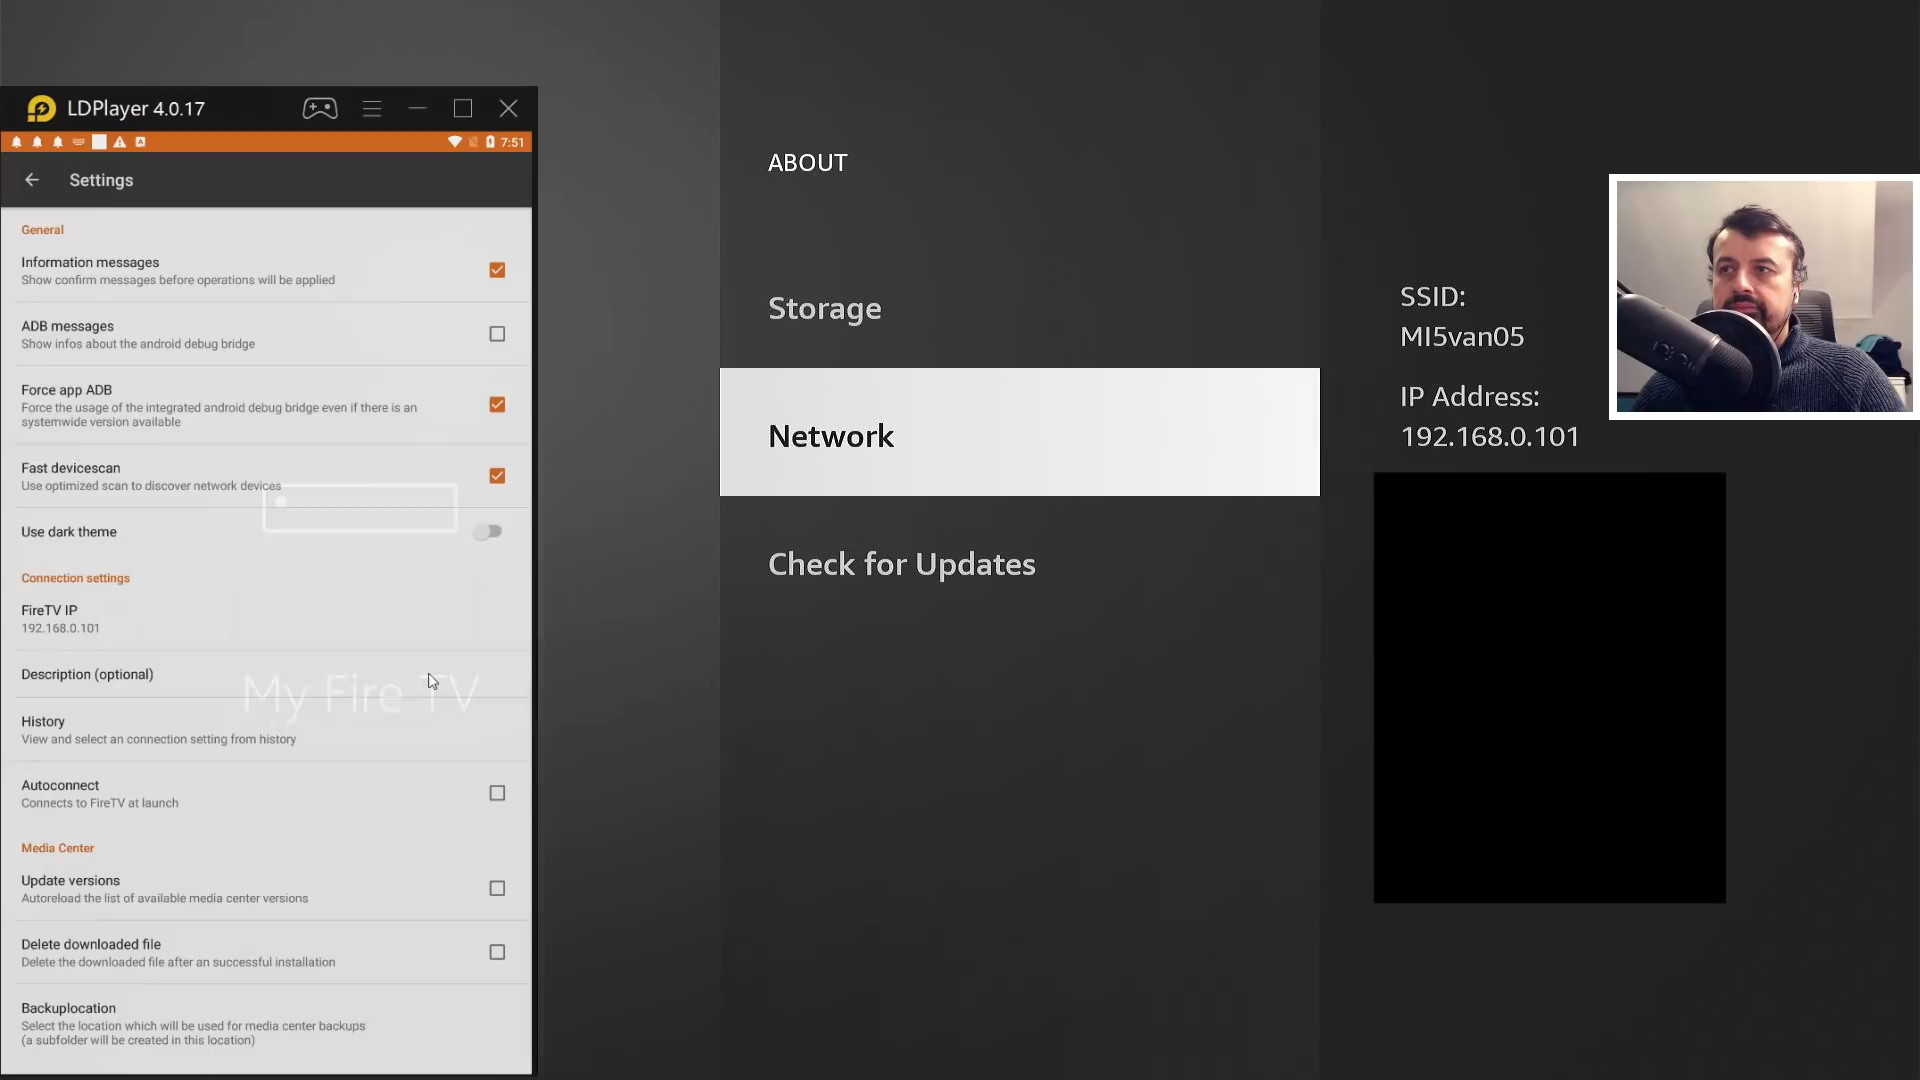 LDPlayer 4.0.17
7:51
Settings
General
Information messages
Show confirm messages before operations will be applied
ADB messages
Show infos about the android debug bridge
Force app ADB
Force the usage of the integrated android debug bridge even if there is an
systemwide version available
Fast devicescan
Use optimized scan to discover network devices
Use dark theme
Connection settings
FireTV IP
192.168.0.101
Description (optional)
My Fire TV
History
View and select an connection setting from history
Autoconnect
Connects to FireTV at launch
Media Center
Update versions
Autoreload the list of available media center versions
Delete downloaded file
Delete the downloaded file after an successful installation
Backuplocation
Select the location which will be used for media center backups
(a subfolder will be created in this location)
ABOUT
Storage
Network
Check for Updates
SSID:
MI5van05
IP Address:
192.168.0.101